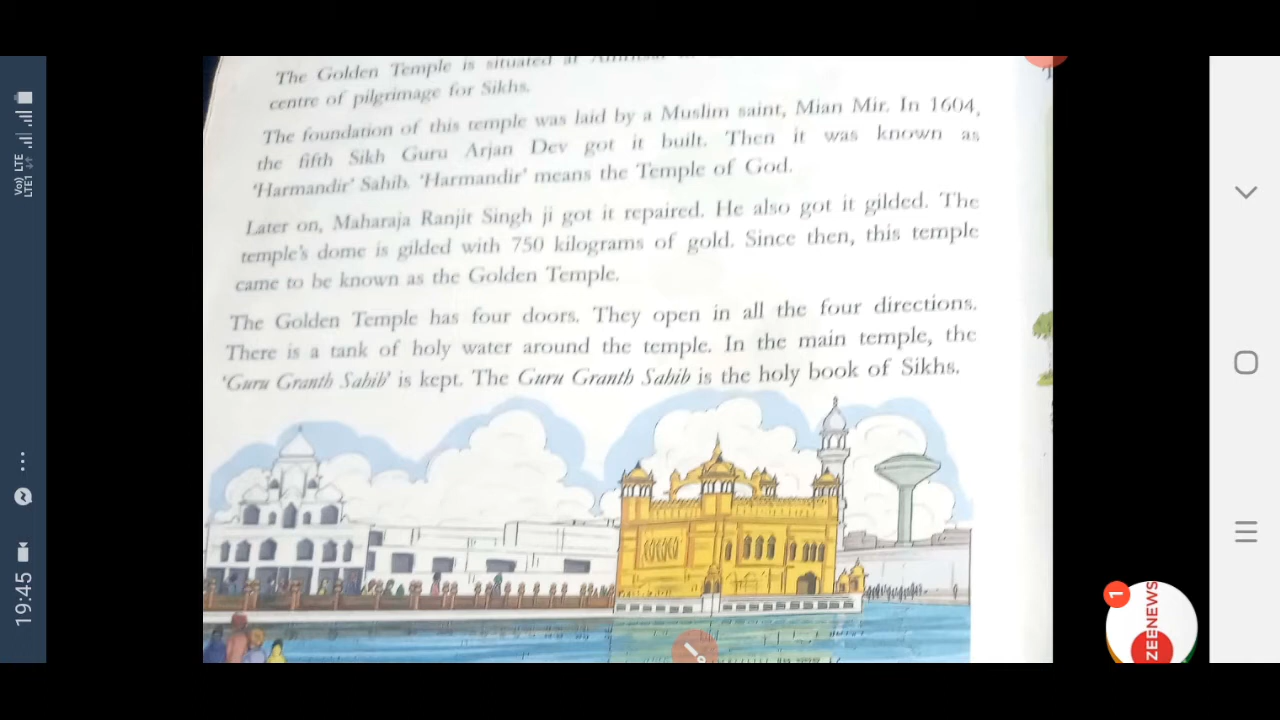 The Golden Temple is situated at
centre of pilgrimage for Sikhs.
The foundation of this temple was laid by a Muslim saint, Mian Mir. In 1604,
the fifth Sikh Guru Arjan Dev got it built. Then it was known as
'Harmandir' Sahib. 'Harmandir' means the Temple of God.
Later on, Maharaja Ranjit Singh ji got it repaired. He also got it gilded. The
temple's dome is gilded with 750 kilograms of gold. Since then, this temple
came to be known as the Golden Temple.
The Golden Temple has four doors. They open in all the four directions.
There is a tank of holy water around the temple. In the main temple, the
'Guru Granth Sahib' is kept. The Guru Granth Sahib is the holy book of Sikhs.
19:45
Vo) LTE
LTE1
1
ZEENEWS